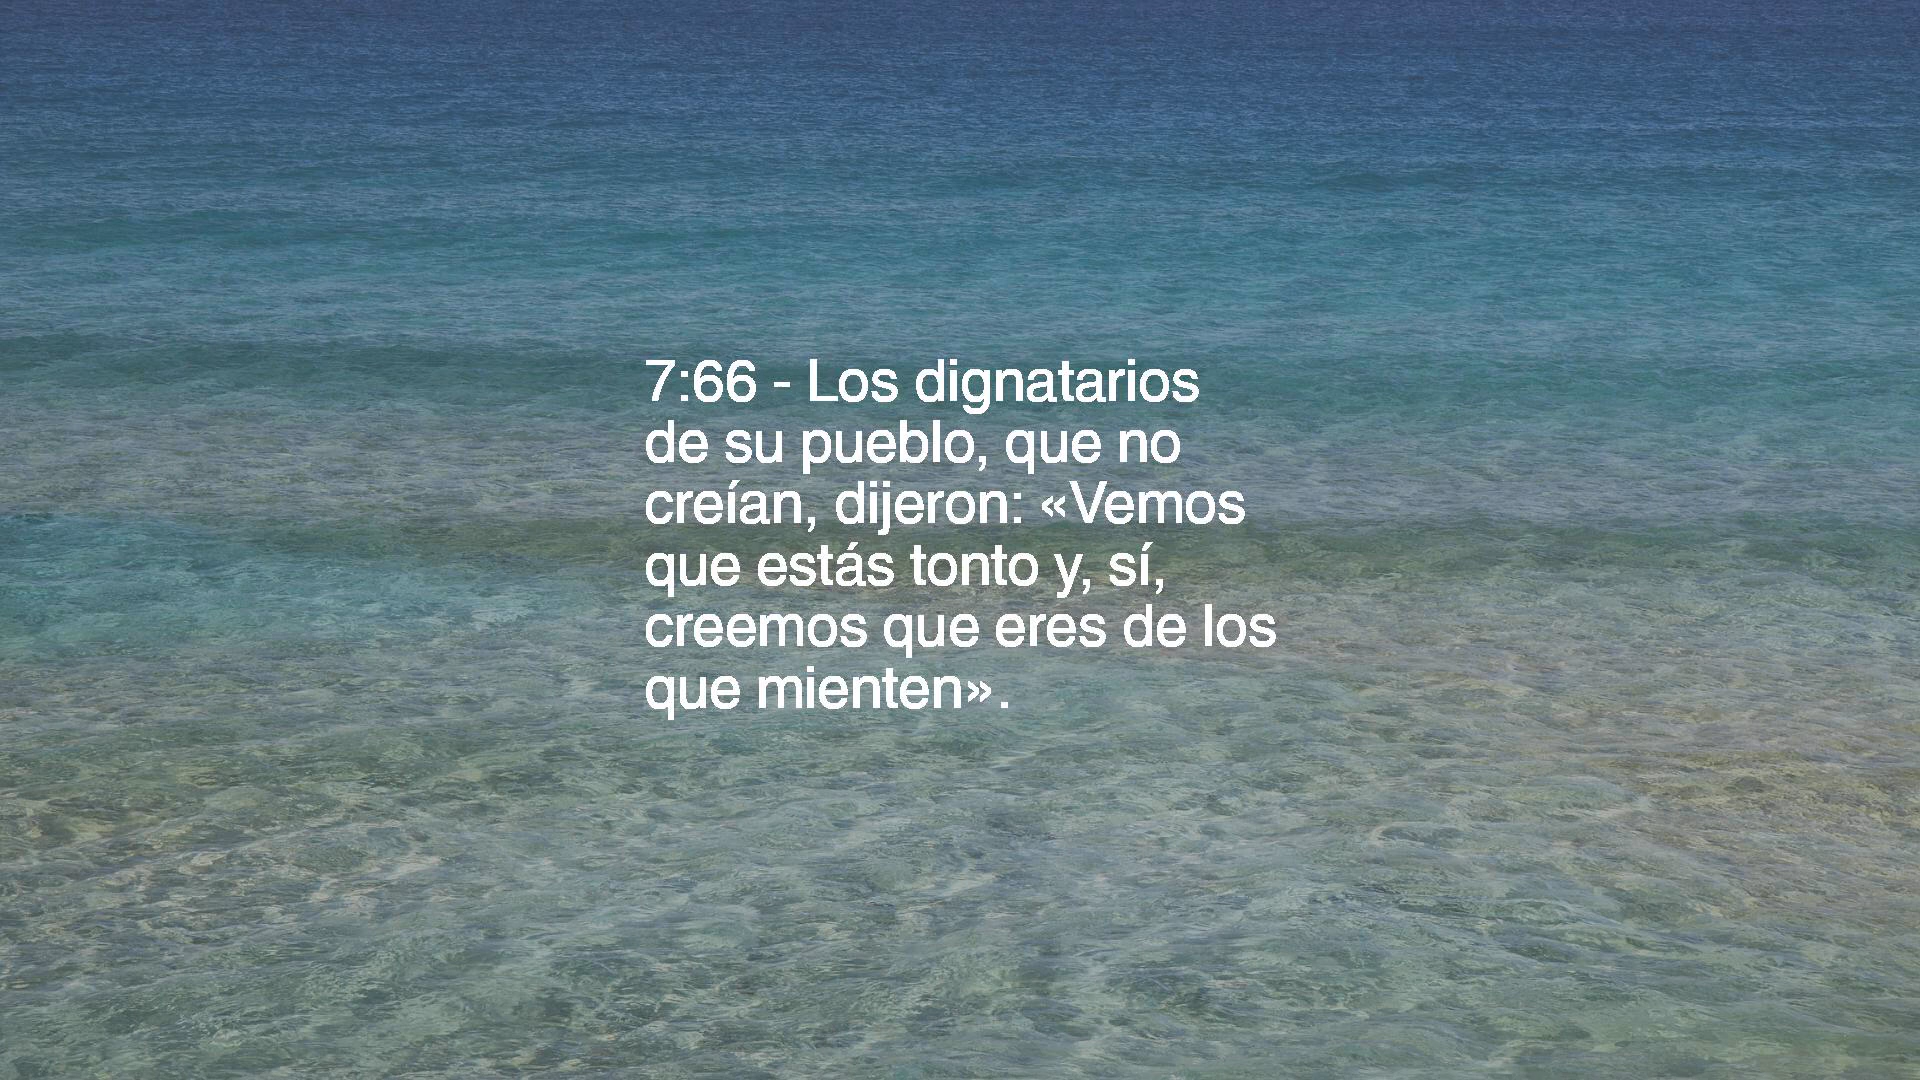 7:66 - Los dignatarios
de su pueblo, que no
creían, dijeron: «Vemos
que estás tonto y, sí,
creemos que eres de los
que mienten».